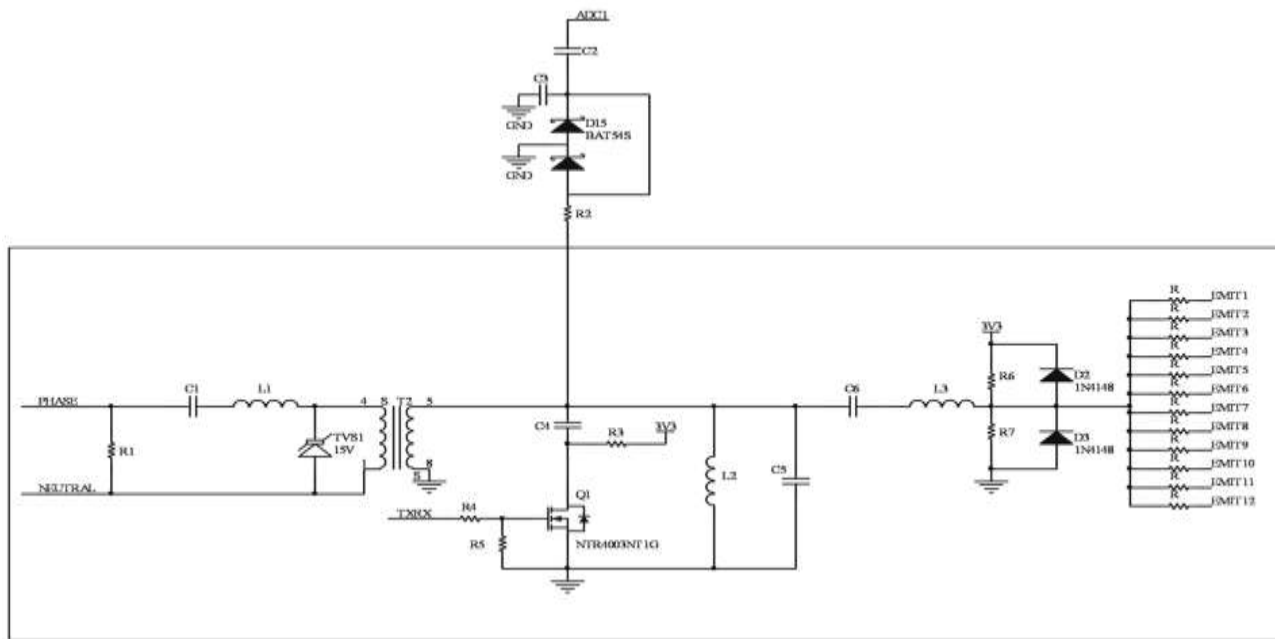 ADC1
C2
C3
GND
D15
BAT54S
GND
R2
PHASE
C1
L1
4
S
T2
5
R1
TVS1
15V
8
S
NEUTRAL
C4
R3
3V3
L2
C5
Q1
TXRX
R4
R5
NTR4003NT1G
C6
L3
3V3
R6
D2
1N4148
R7
D3
1N4148
R EMIT1
R EMIT2
R EMIT3
R EMIT4
R EMIT5
R EMIT6
R EMIT7
R EMIT8
R EMIT9
R EMIT10
R EMIT11
R EMIT12